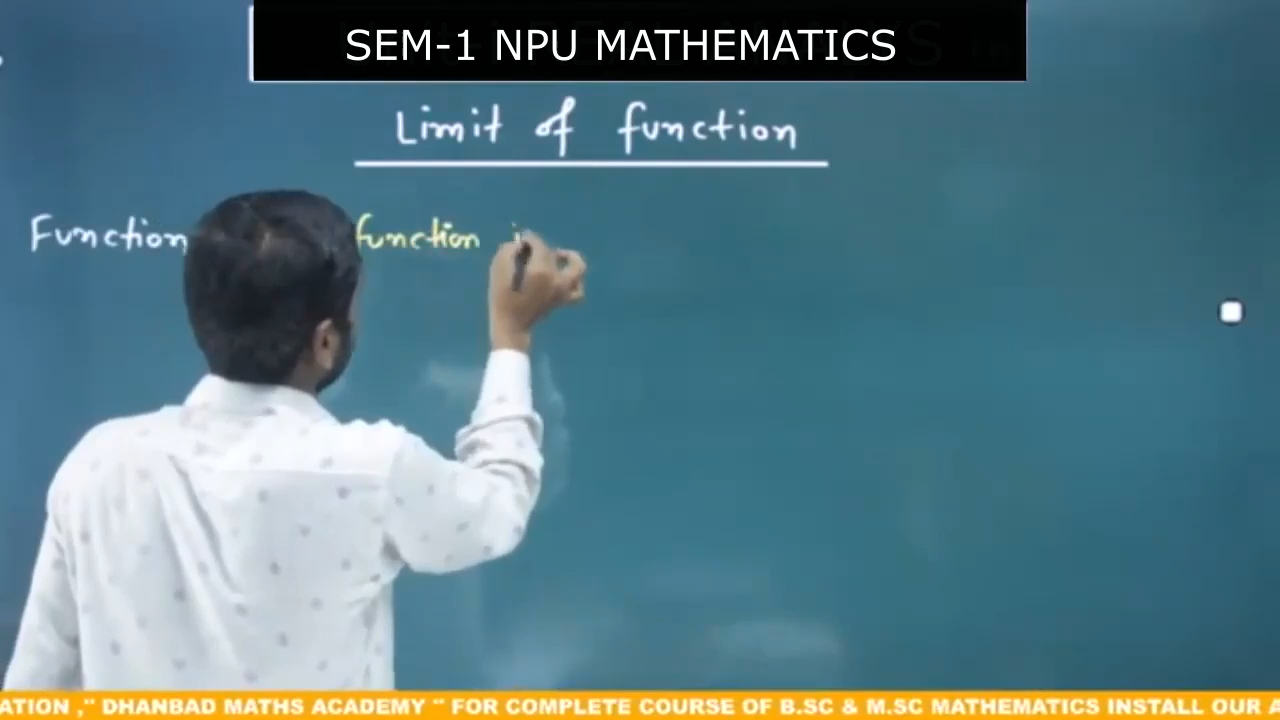 SEM-1 NPU MATHEMATICS
Limit of function
Function function
ATION ," DHANBAD MATHS ACADEMY " FOR COMPLETE COURSE OF B.SC & M.SC MATHEMATICS INSTALL OUR A